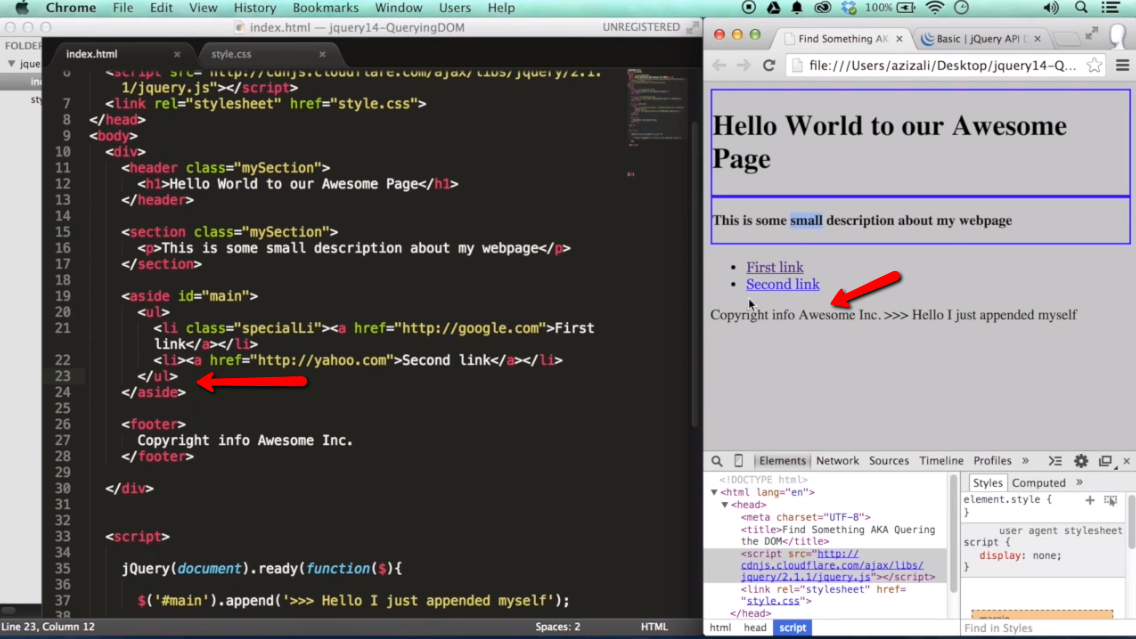 Chrome File Edit View History Bookmarks Window Users Help 100%
index.html — jquery14-QueryingDOM UNREGISTERED
FOLDER
index.html × style.css ×
jque
in
sty
6 <script src="http://cdnjs.cloudflare.com/ajax/libs/jquery/2.1.
1/jquery.js"></script>
7 <link rel="stylesheet" href="style.css">
8 </head>
9 <body>
10 <div>
11 <header class="mySection">
12 <h1>Hello World to our Awesome Page</h1>
13 </header>
14
15 <section class="mySection">
16 <p>This is some small description about my webpage</p>
17 </section>
18
19 <aside id="main">
20 <ul>
21 <li class="specialLi"><a href="http://google.com">First
link</a></li>
22 <li><a href="http://yahoo.com">Second link</a></li>
23 </ul>
24 </aside>
25
26 <footer>
27 Copyright info Awesome Inc.
28 </footer>
29
30 </div>
31
32
33 <script>
34
35 jQuery(document).ready(function($){
36
37 $('#main').append('>>> Hello I just appended myself');
38
Line 23, Column 12 Spaces: 2 HTML
Find Something AK × Basic | jQuery API D ×
file:///Users/azizali/Desktop/jquery14-Q...
Hello World to our Awesome
Page
This is some small description about my webpage
• First link
• Second link
Copyright info Awesome Inc. >>> Hello I just appended myself
Elements Network Sources Timeline Profiles » ×
<!DOCTYPE html>
▼<html lang="en">
▼<head>
<meta charset="UTF-8">
<title>Find Something AKA Quering
the DOM</title>
<script src="http://
cdnjs.cloudflare.com/ajax/libs/
jquery/2.1.1/jquery.js"></script>
<link rel="stylesheet" href=
"style.css">
</head>
html head script
Styles Computed »
element.style { +
}
user agent stylesheet
script {
display: none;
}
margin
Find in Styles